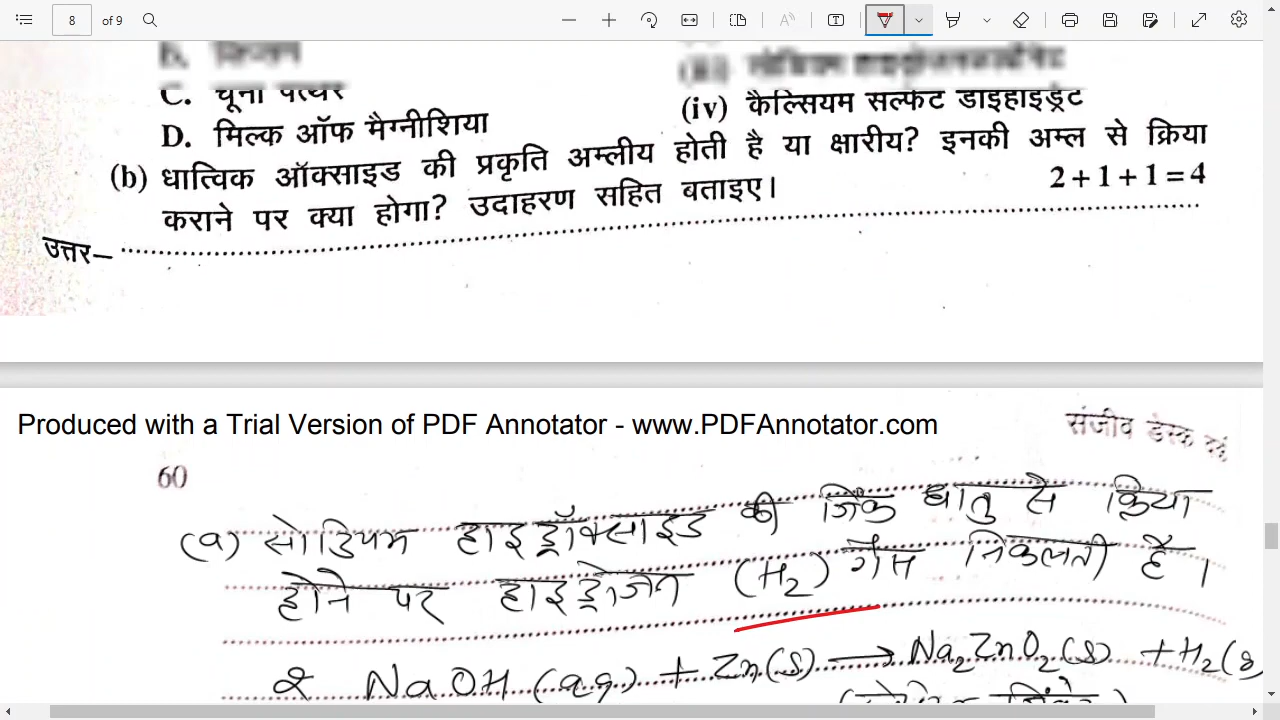 8 of 9
C. चूना पत्थर
(iv) कैल्सियम सल्फेट डाइहाइड्रेट
D. मिल्क ऑफ मैग्नीशिया
(b) धात्विक ऑक्साइड की प्रकृति अम्लीय होती है या क्षारीय? इनकी अम्ल से क्रिया
कराने पर क्या होगा? उदाहरण सहित बताइए। 2 + 1 + 1 = 4
उत्तर—
Produced with a Trial Version of PDF Annotator - www.PDFAnnotator.com
संजीव डेस्क
60
(a) सोडियम हाइड्रॉक्साइड की जिंक धातु से क्रिया
होने पर हाइड्रोजन (H₂) गैस निकलती है।
2 NaOH (aq.) + Zn(s) → Na₂ZnO₂(s) + H₂(g